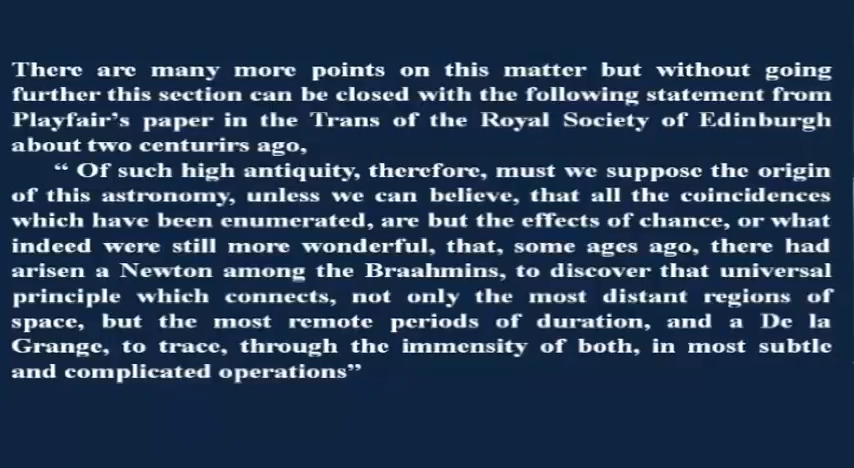 There are many more points on this matter but without going
further this section can be closed with the following statement from
Playfair's paper in the Trans of the Royal Society of Edinburgh
about two centurirs ago,
“ Of such high antiquity, therefore, must we suppose the origin
of this astronomy, unless we can believe, that all the coincidences
which have been enumerated, are but the effects of chance, or what
indeed were still more wonderful, that, some ages ago, there had
arisen a Newton among the Braahmins, to discover that universal
principle which connects, not only the most distant regions of
space, but the most remote periods of duration, and a De la
Grange, to trace, through the immensity of both, in most subtle
and complicated operations”